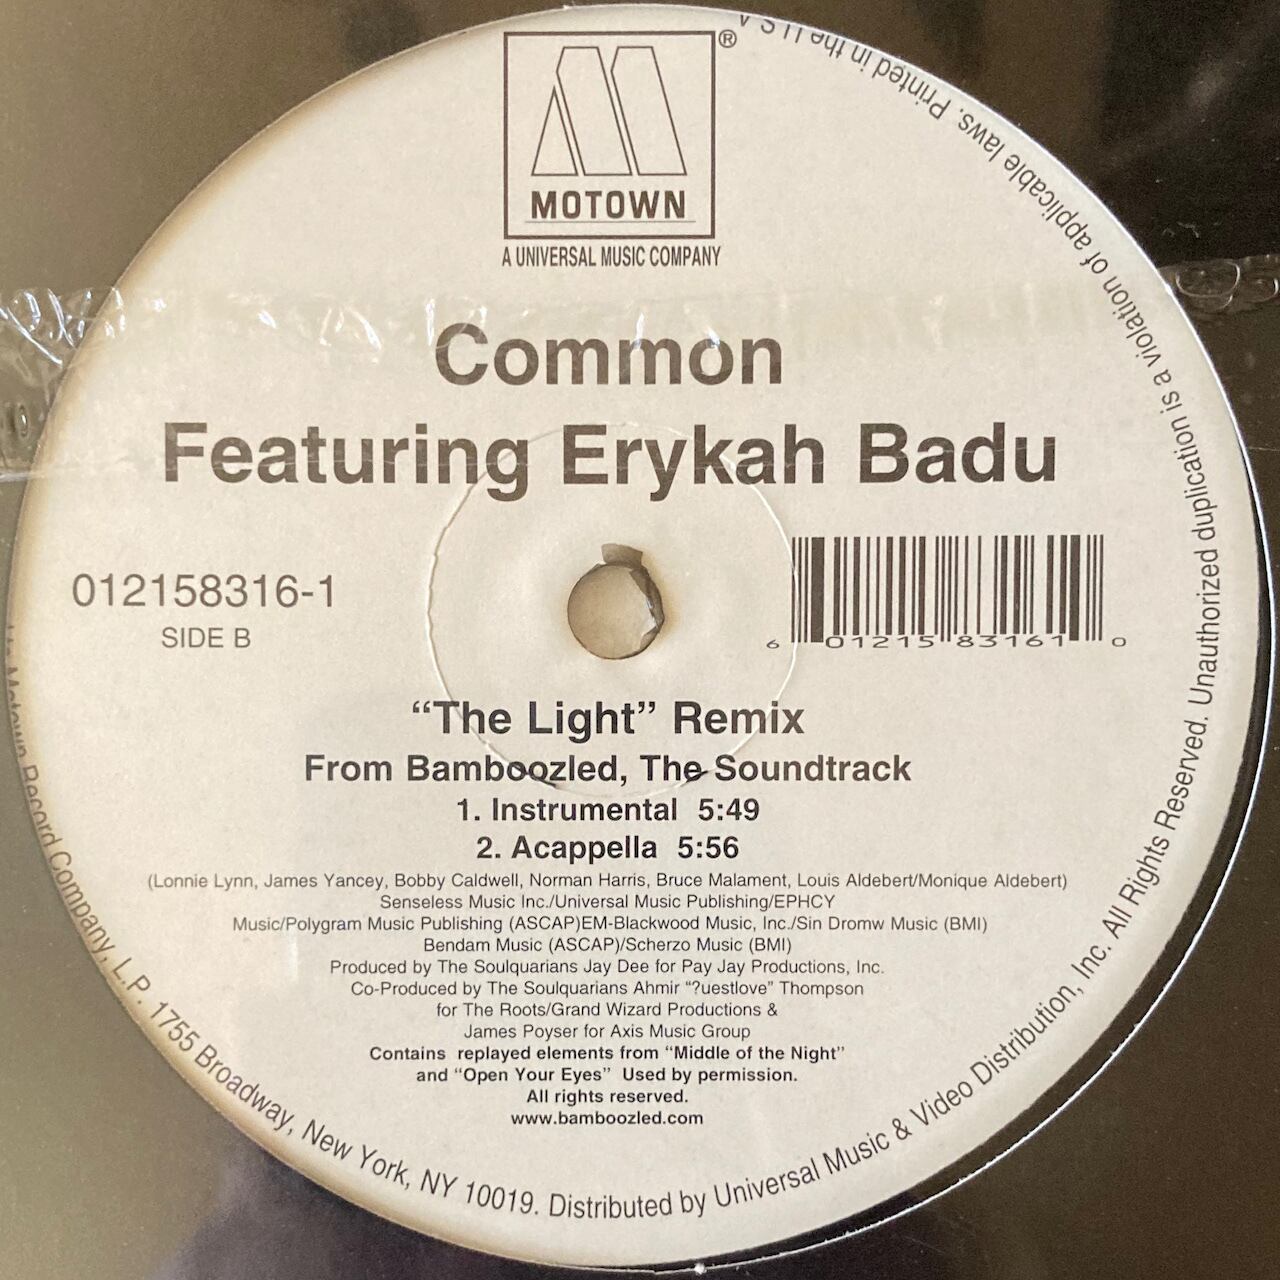 MOTOWN ®
A UNIVERSAL MUSIC COMPANY
Common
Featuring Erykah Badu
012158316-1
SIDE B
6 01215 83161 0
“The Light” Remix
From Bamboozled, The Soundtrack
1. Instrumental 5:49
2. Acappella 5:56
(Lonnie Lynn, James Yancey, Bobby Caldwell, Norman Harris, Bruce Malament, Louis Aldebert/Monique Aldebert)
Senseless Music Inc./Universal Music Publishing/EPHCY
Music/Polygram Music Publishing (ASCAP)EM-Blackwood Music, Inc./Sin Dromw Music (BMI)
Bendam Music (ASCAP)/Scherzo Music (BMI)
Produced by The Soulquarians Jay Dee for Pay Jay Productions, Inc.
Co-Produced by The Soulquarians Ahmir “?uestlove” Thompson
for The Roots/Grand Wizard Productions &
James Poyser for Axis Music Group
Contains replayed elements from “Middle of the Night”
and “Open Your Eyes” Used by permission.
All rights reserved.
www.bamboozled.com
Motown Record Company, L.P. 1755 Broadway, New York, NY 10019. Distributed by Universal Music & Video Distribution, Inc. All Rights Reserved. Unauthorized duplication is a violation of applicable laws. Printed in the U.S.A